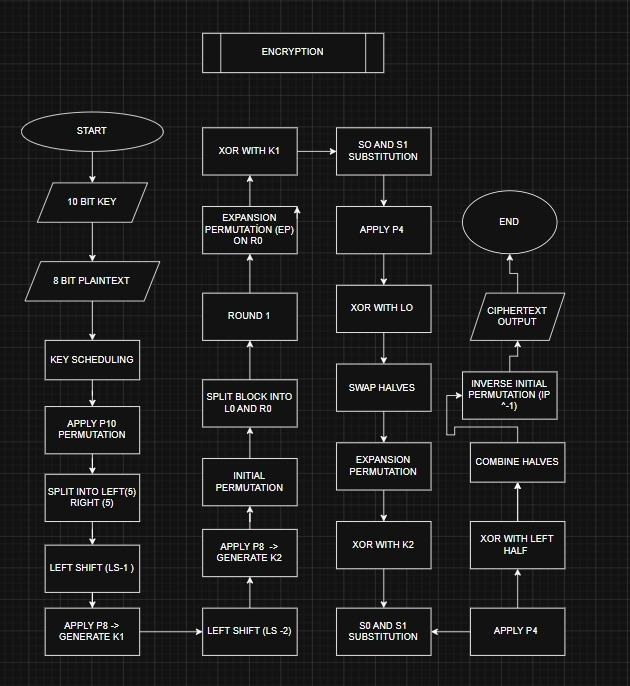 ENCRYPTION
START
10 BIT KEY
8 BIT PLAINTEXT
KEY SCHEDULING
APPLY P10
PERMUTATION
SPLIT INTO LEFT(5)
RIGHT (5)
LEFT SHIFT (LS-1 )
APPLY P8 ->
GENERATE K1
LEFT SHIFT (LS -2)
APPLY P8 ->
GENERATE K2
INITIAL
PERMUTATION
SPLIT BLOCK INTO
L0 AND R0
ROUND 1
EXPANSION
PERMUTATION (EP)
ON R0
XOR WITH K1
SO AND S1
SUBSTITUTION
APPLY P4
XOR WITH LO
SWAP HALVES
EXPANSION
PERMUTATION
XOR WITH K2
S0 AND S1
SUBSTITUTION
APPLY P4
XOR WITH LEFT
HALF
COMBINE HALVES
INVERSE INITIAL
PERMUTATION (IP
^-1)
CIPHERTEXT
OUTPUT
END